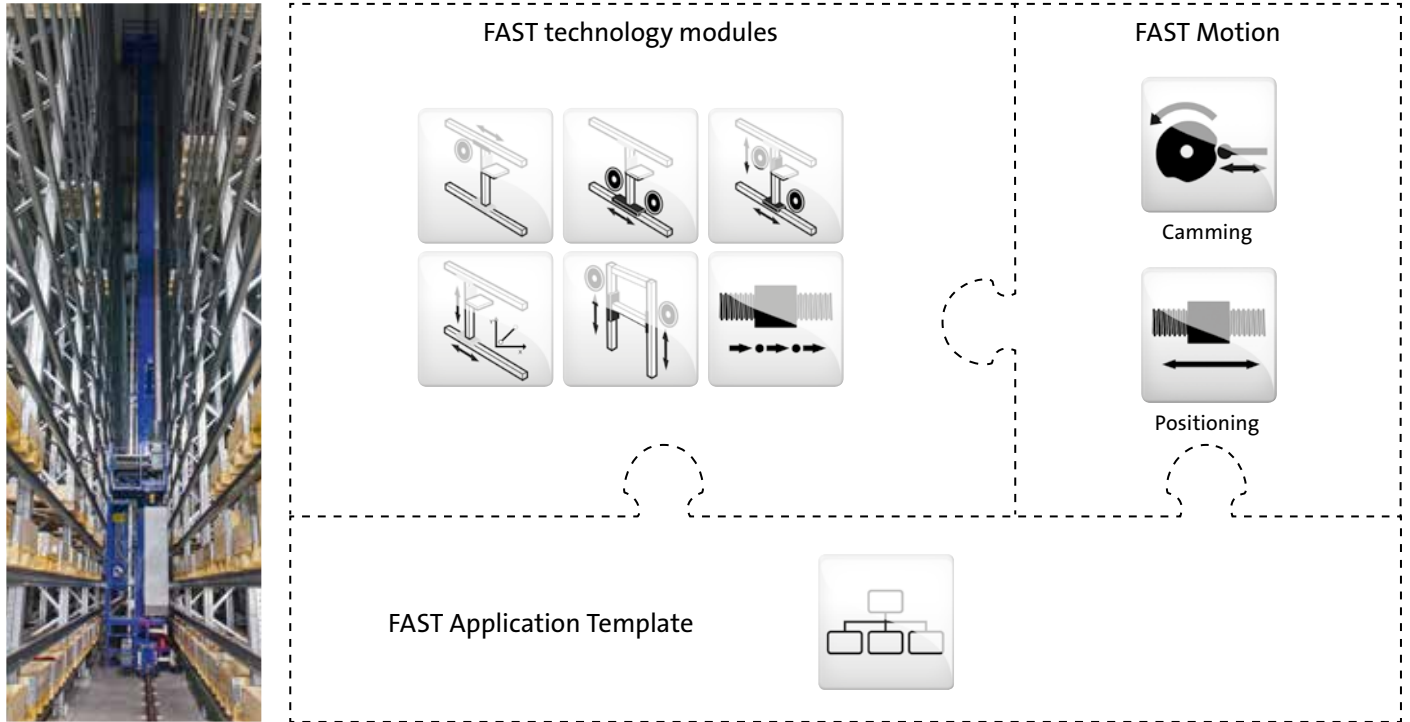 FAST technology modules
FAST Motion
Camming
Positioning
FAST Application Template